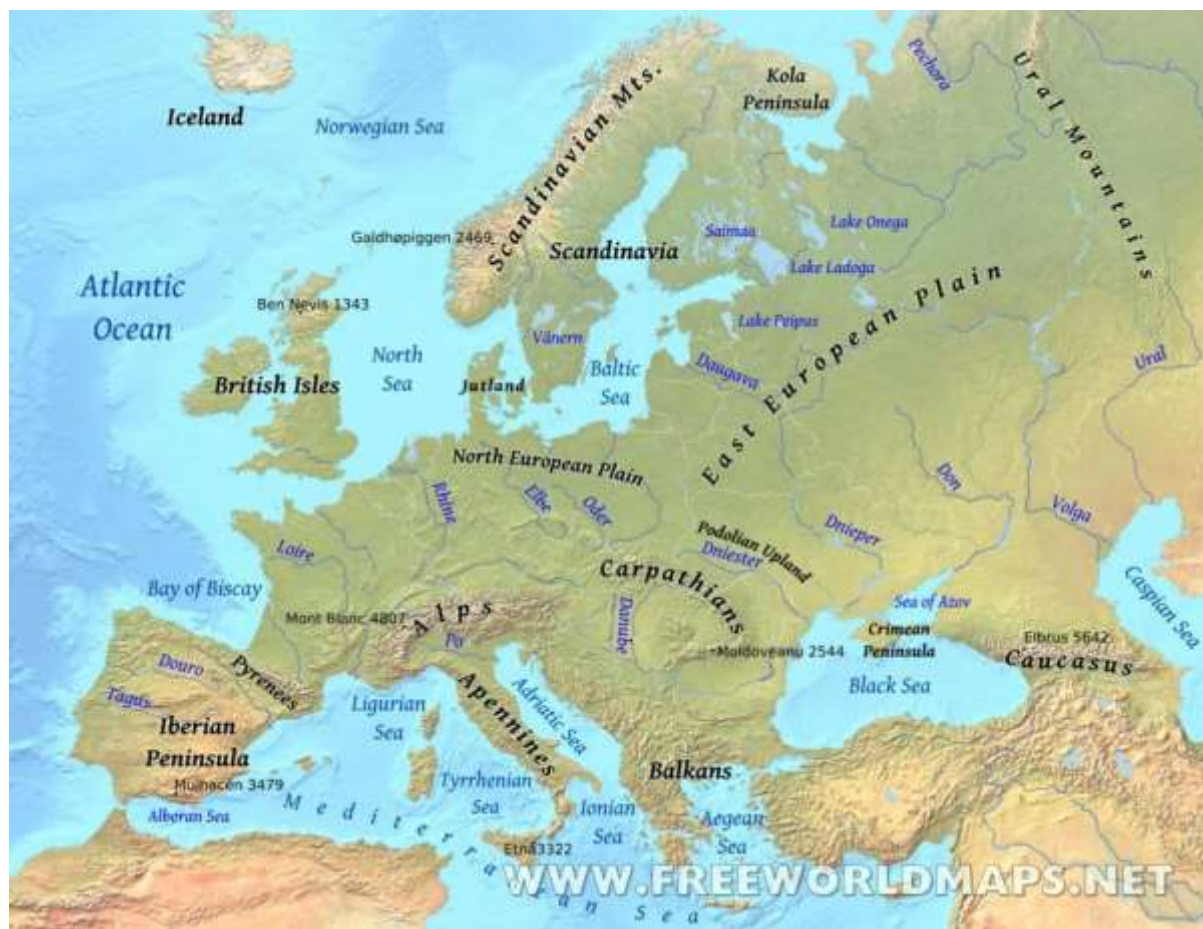 Pechora
Ural Mountains
Kola
Peninsula
Iceland
Norwegian Sea
Scandinavian Mts.
Galdhøpiggen 2469
Scandinavia
Saimaa
Lake Onega
Lake Ladoga
Atlantic
Ocean
Ben Nevis 1343
Vänern
Lake Peipus
East European Plain
North
Sea
Baltic
Sea
Daugava
Ural
British Isles
Jutland
North European Plain
Rhine
Elbe
Oder
Don
Volga
Dnieper
Podolian Upland
Dniester
Loire
Bay of Biscay
Carpathians
Caspian Sea
Mont Blanc 4807
Alps
Po
Danube
Sea of Azov
Crimean
Peninsula
Moldoveanu 2544
Elbrus 5642
Caucasus
Black Sea
Douro
Pyrenees
Tagus
Iberian
Peninsula
Ligurian
Sea
Apennines
Adriatic Sea
Mulhacén 3479
Balkans
Alboran Sea
Mediterranean Sea
Tyrrhenian
Sea
Ionian
Sea
Aegean
Sea
Etna3322
WWW.FREEWORLDMAPS.NET